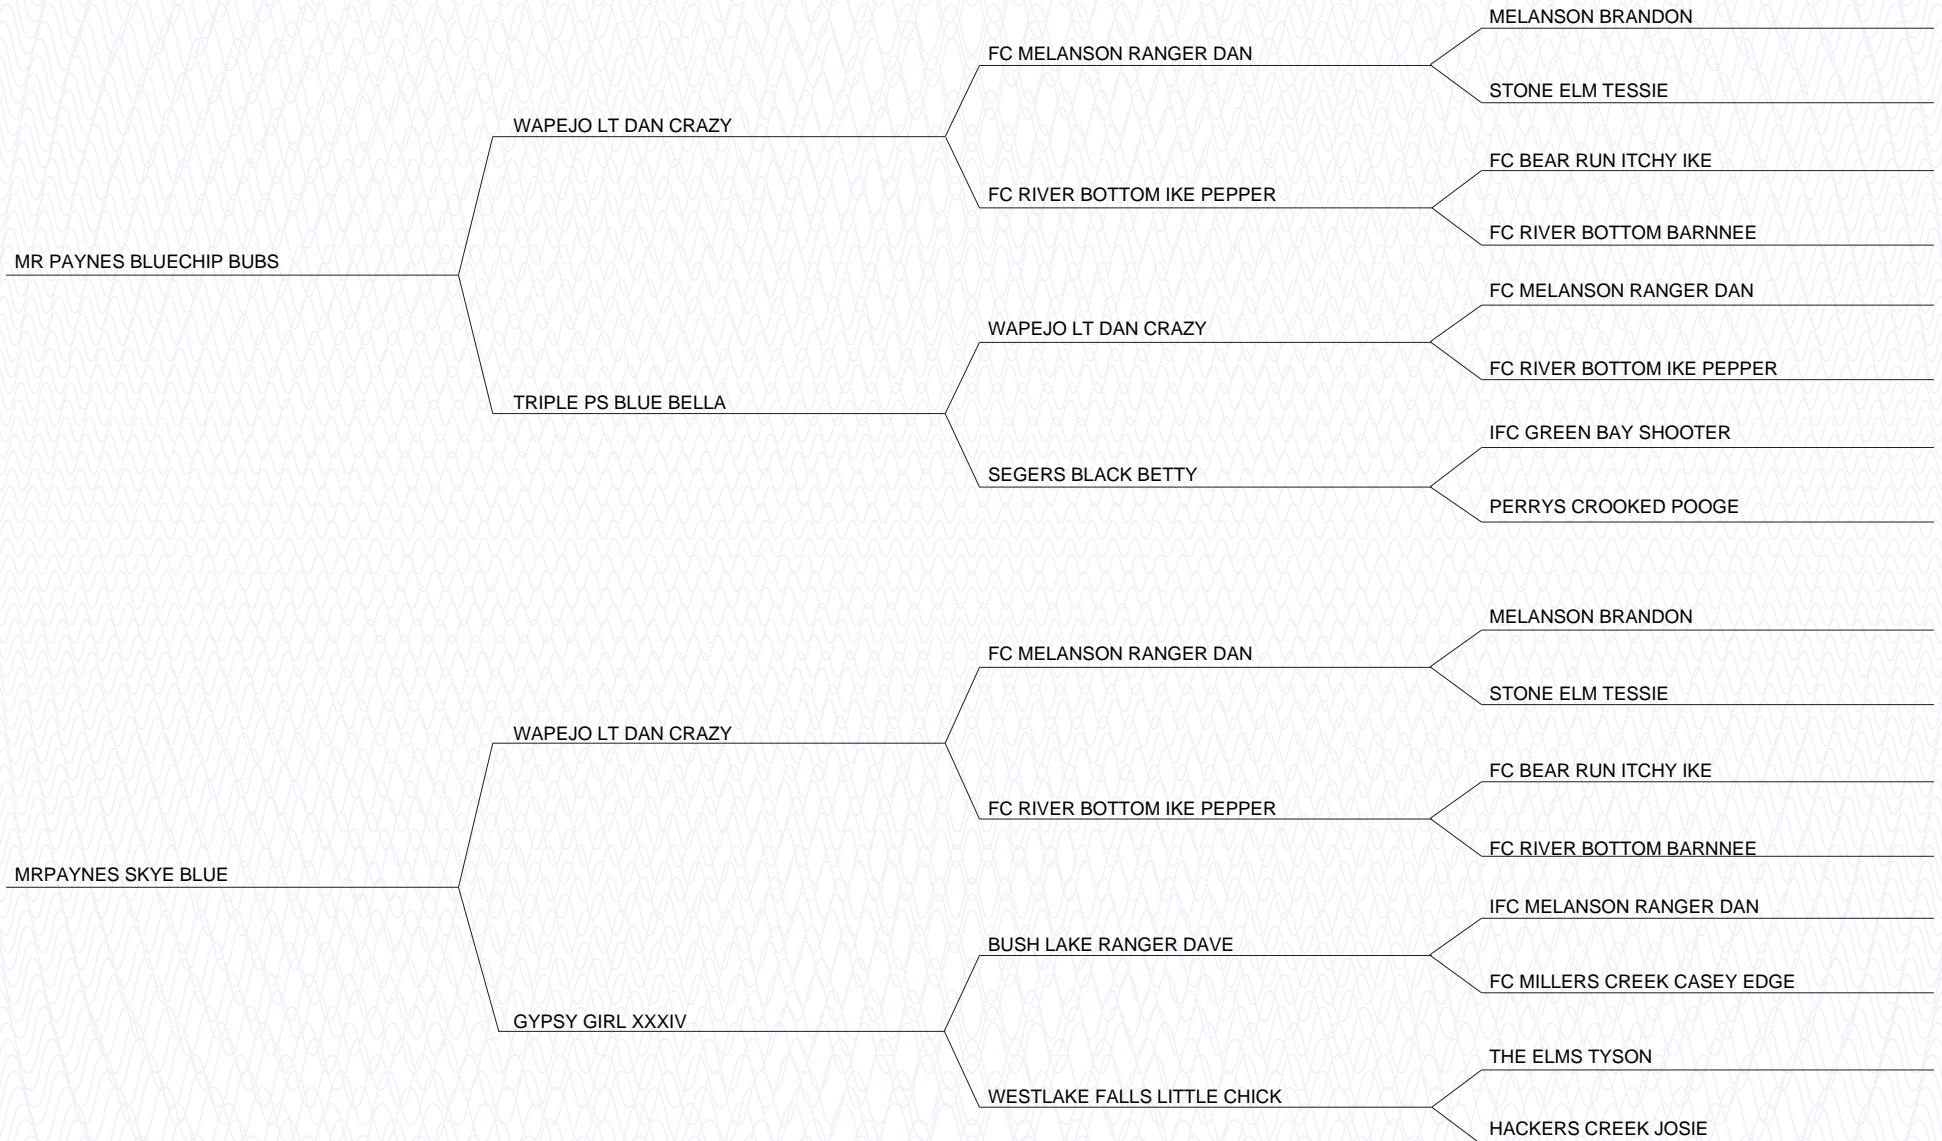 MELANSON BRANDON
FC MELANSON RANGER DAN
STONE ELM TESSIE
WAPEJO LT DAN CRAZY
FC BEAR RUN ITCHY IKE
FC RIVER BOTTOM IKE PEPPER
FC RIVER BOTTOM BARNNEE
MR PAYNES BLUECHIP BUBS
FC MELANSON RANGER DAN
WAPEJO LT DAN CRAZY
FC RIVER BOTTOM IKE PEPPER
TRIPLE PS BLUE BELLA
IFC GREEN BAY SHOOTER
SEGERS BLACK BETTY
PERRYS CROOKED POOGE
MELANSON BRANDON
FC MELANSON RANGER DAN
STONE ELM TESSIE
WAPEJO LT DAN CRAZY
FC BEAR RUN ITCHY IKE
FC RIVER BOTTOM IKE PEPPER
FC RIVER BOTTOM BARNNEE
MRPAYNES SKYE BLUE
IFC MELANSON RANGER DAN
BUSH LAKE RANGER DAVE
FC MILLERS CREEK CASEY EDGE
GYPSY GIRL XXXIV
THE ELMS TYSON
WESTLAKE FALLS LITTLE CHICK
HACKERS CREEK JOSIE